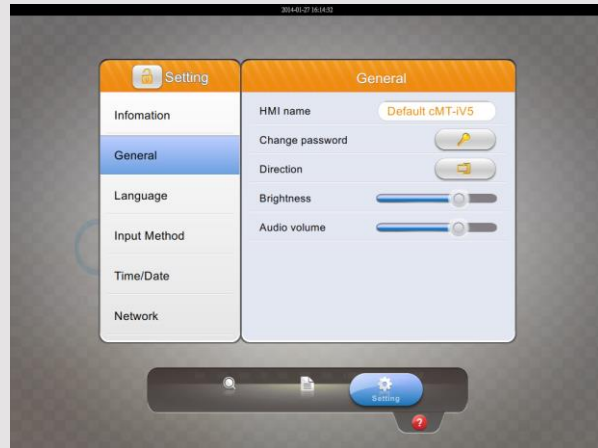 2014-01-27 16:14:32
Setting
General
Infomation
General
Language
Input Method
Time/Date
Network
HMI name
Default cMT-iV5
Change password
Direction
Brightness
Audio volume
Setting
?